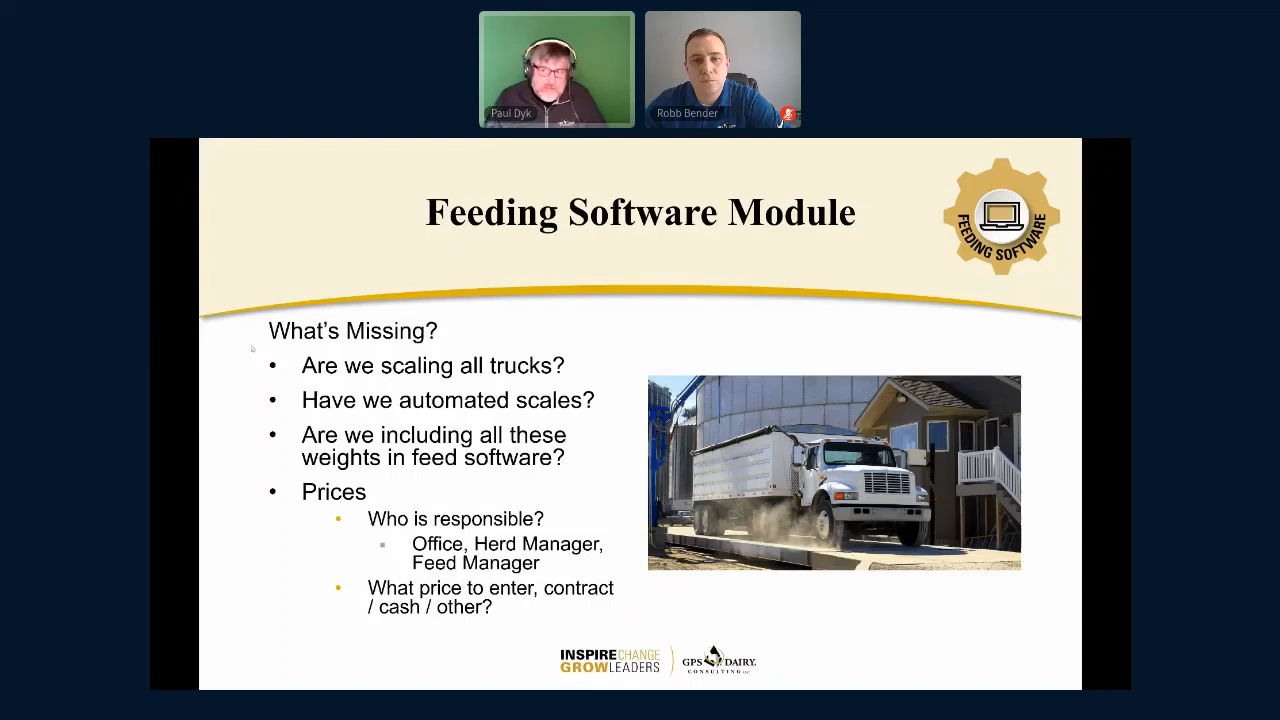 Paul Dyk
Robb Bender
Feeding Software Module
FEEDING SOFTWARE
What's Missing?
• Are we scaling all trucks?
• Have we automated scales?
• Are we including all these
weights in feed software?
• Prices
• Who is responsible?
▪ Office, Herd Manager,
Feed Manager
• What price to enter, contract
/ cash / other?
INSPIRECHANGE
GROWLEADERS
GPS DAIRY
CONSULTING LLC